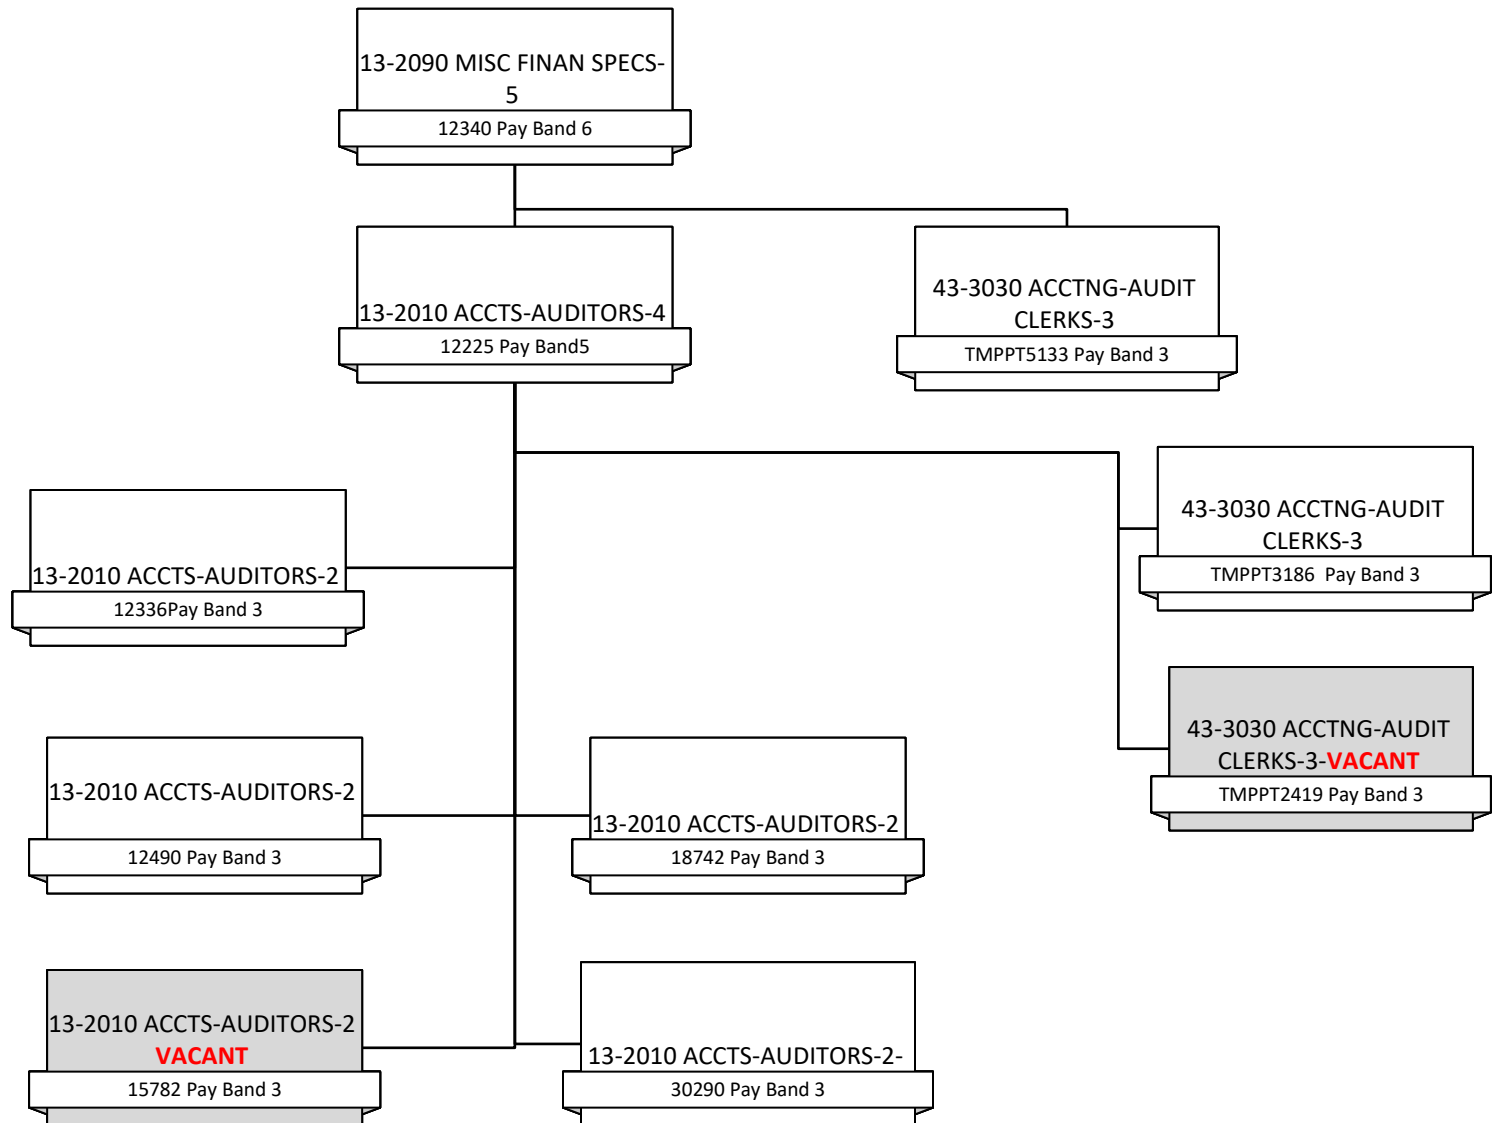 13-2090 MISC FINAN SPECS-
5
12340 Pay Band 6
13-2010 ACCTS-AUDITORS-4
12225 Pay Band5
43-3030 ACCTNG-AUDIT
CLERKS-3
TMPPT5133 Pay Band 3
43-3030 ACCTNG-AUDIT
CLERKS-3
TMPPT3186  Pay Band 3
13-2010 ACCTS-AUDITORS-2
12336Pay Band 3
43-3030 ACCTNG-AUDIT
CLERKS-3-VACANT
TMPPT2419 Pay Band 3
13-2010 ACCTS-AUDITORS-2
12490 Pay Band 3
13-2010 ACCTS-AUDITORS-2
18742 Pay Band 3
13-2010 ACCTS-AUDITORS-2
VACANT
15782 Pay Band 3
13-2010 ACCTS-AUDITORS-2-
30290 Pay Band 3